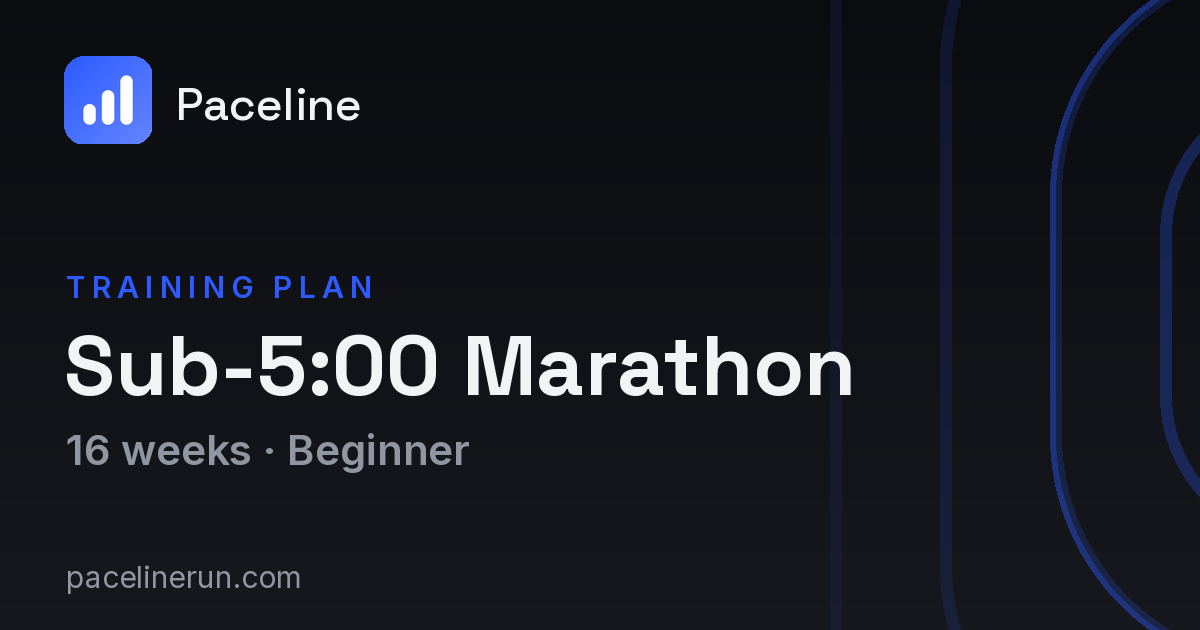 Paceline
TRAINING PLAN
Sub-5:00 Marathon
16 weeks · Beginner
pacelinerun.com